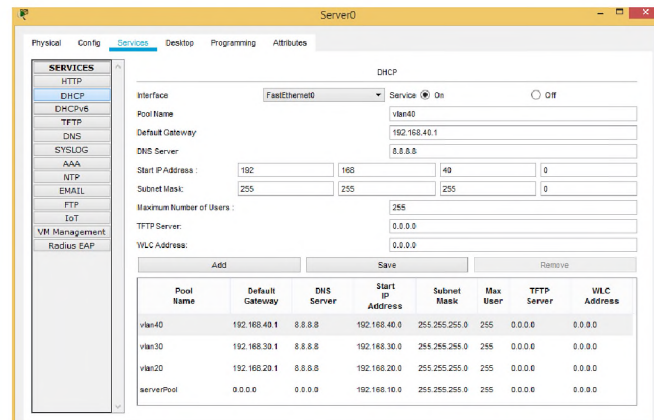 Server0
Physical Config Services Desktop Programming Attributes
SERVICES
HTTP
DHCP
DHCPv6
TFTP
DNS
SYSLOG
AAA
NTP
EMAIL
FTP
IoT
VM Management
Radius EAP
DHCP
Interface FastEthernet0 Service On Off
Pool Name vlan40
Default Gateway 192.168.40.1
DNS Server 8.8.8.8
Start IP Address : 192 168 40 0
Subnet Mask: 255 255 255 0
Maximum Number of Users : 255
TFTP Server: 0.0.0.0
WLC Address: 0.0.0.0
Add Save Remove
Pool Name Default Gateway DNS Server Start IP Address Subnet Mask Max User TFTP Server WLC Address
vlan40 192.168.40.1 8.8.8.8 192.168.40.0 255.255.255.0 255 0.0.0.0 0.0.0.0
vlan30 192.168.30.1 8.8.8.8 192.168.30.0 255.255.255.0 255 0.0.0.0 0.0.0.0
vlan20 192.168.20.1 8.8.8.8 192.168.20.0 255.255.255.0 255 0.0.0.0 0.0.0.0
serverPool 0.0.0.0 0.0.0.0 192.168.10.0 255.255.255.0 255 0.0.0.0 0.0.0.0